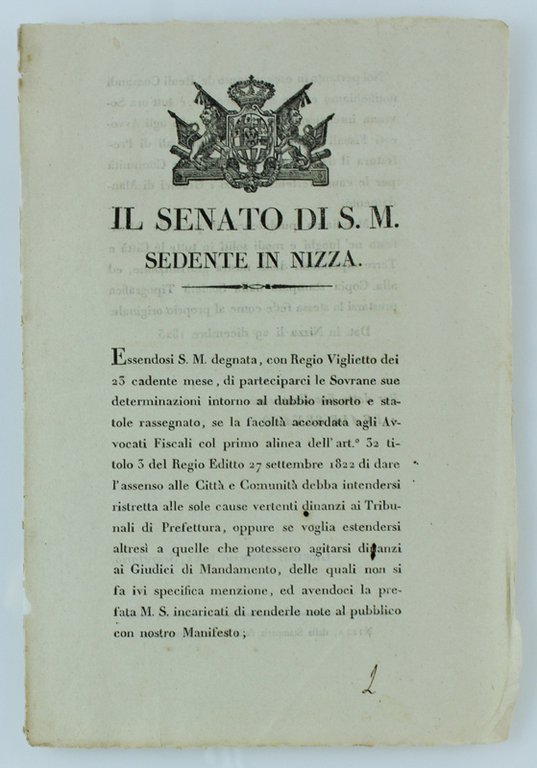 IL SENATO DI S. M.
SEDENTE IN NIZZA.
Essendosi S. M. degnata, con Regio Viglietto dei
23 cadente mese, di parteciparci le Sovrane sue
determinazioni intorno al dubbio insorto e sta-
tole rassegnato, se la facoltà accordata agli Av-
vocati Fiscali col primo alinea dell'art.° 32 ti-
tolo 3 del Regio Editto 27 settembre 1822 di dare
l'assenso alle Città e Comunità debba intendersi
ristretta alle sole cause vertenti dinanzi ai Tribu-
nali di Prefettura, oppure se voglia estendersi
altresì a quelle che potessero agitarsi dinanzi
ai Giudici di Mandamento, delle quali non si
fa ivi specifica menzione, ed avendoci la pre-
fata M. S. incaricati di renderle note al pubblico
con nostro Manifesto;
2